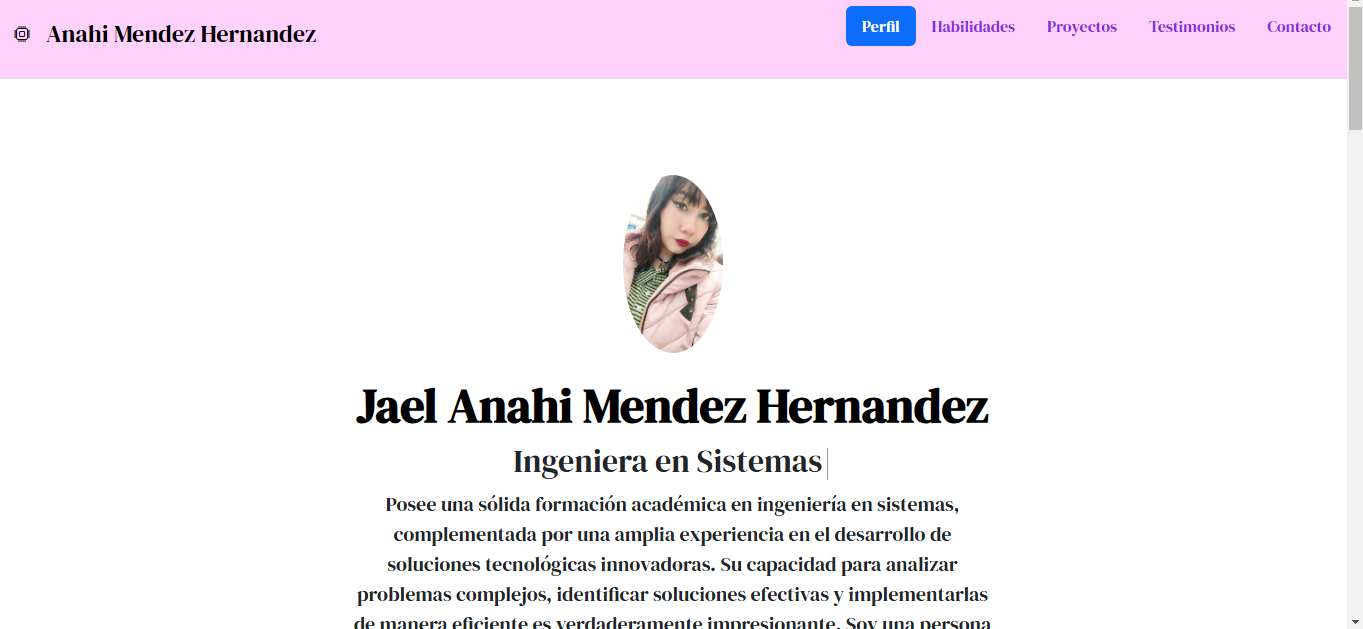 Anahi Mendez Hernandez
Perfil
Habilidades
Proyectos
Testimonios
Contacto
Jael Anahi Mendez Hernandez
Ingeniera en Sistemas
Posee una sólida formación académica en ingeniería en sistemas,
complementada por una amplia experiencia en el desarrollo de
soluciones tecnológicas innovadoras. Su capacidad para analizar
problemas complejos, identificar soluciones efectivas y implementarlas
de manera eficiente es verdaderamente impresionante. Soy una persona